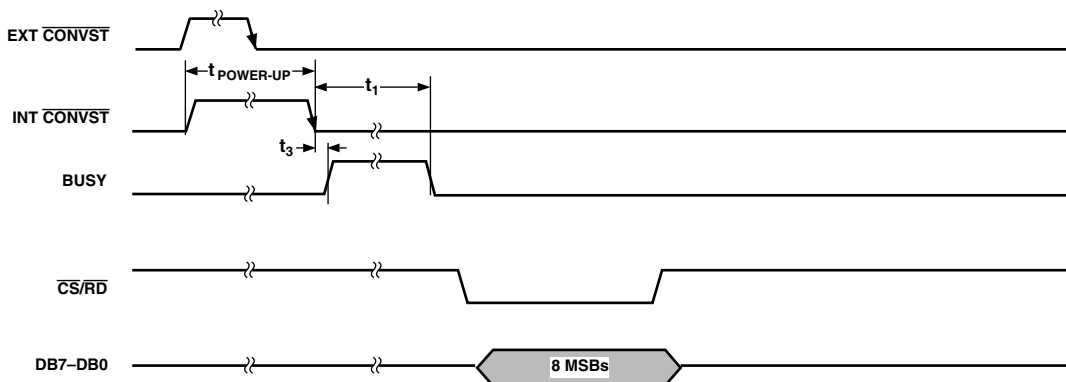 EXT CONVST
t POWER-UP
t1
INT CONVST
t3
BUSY
CS/RD
DB7–DB0
8 MSBs